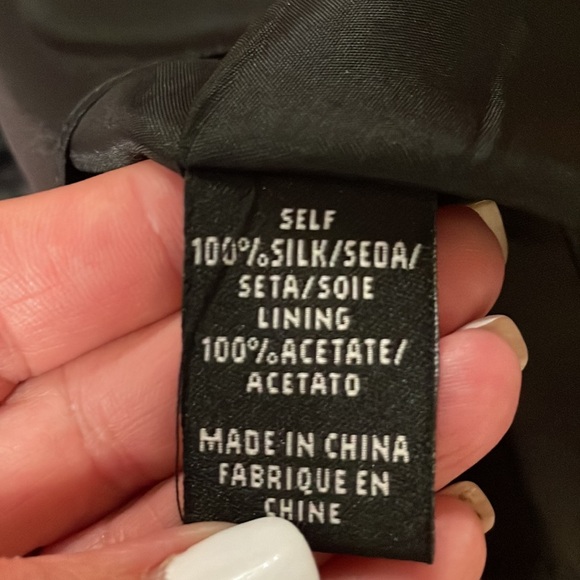 SELF
100%SILK/SEDA/
SETA/SOIE
LINING
100%ACETATE/
ACETATO
MADE IN CHINA
FABRIQUE EN
CHINE